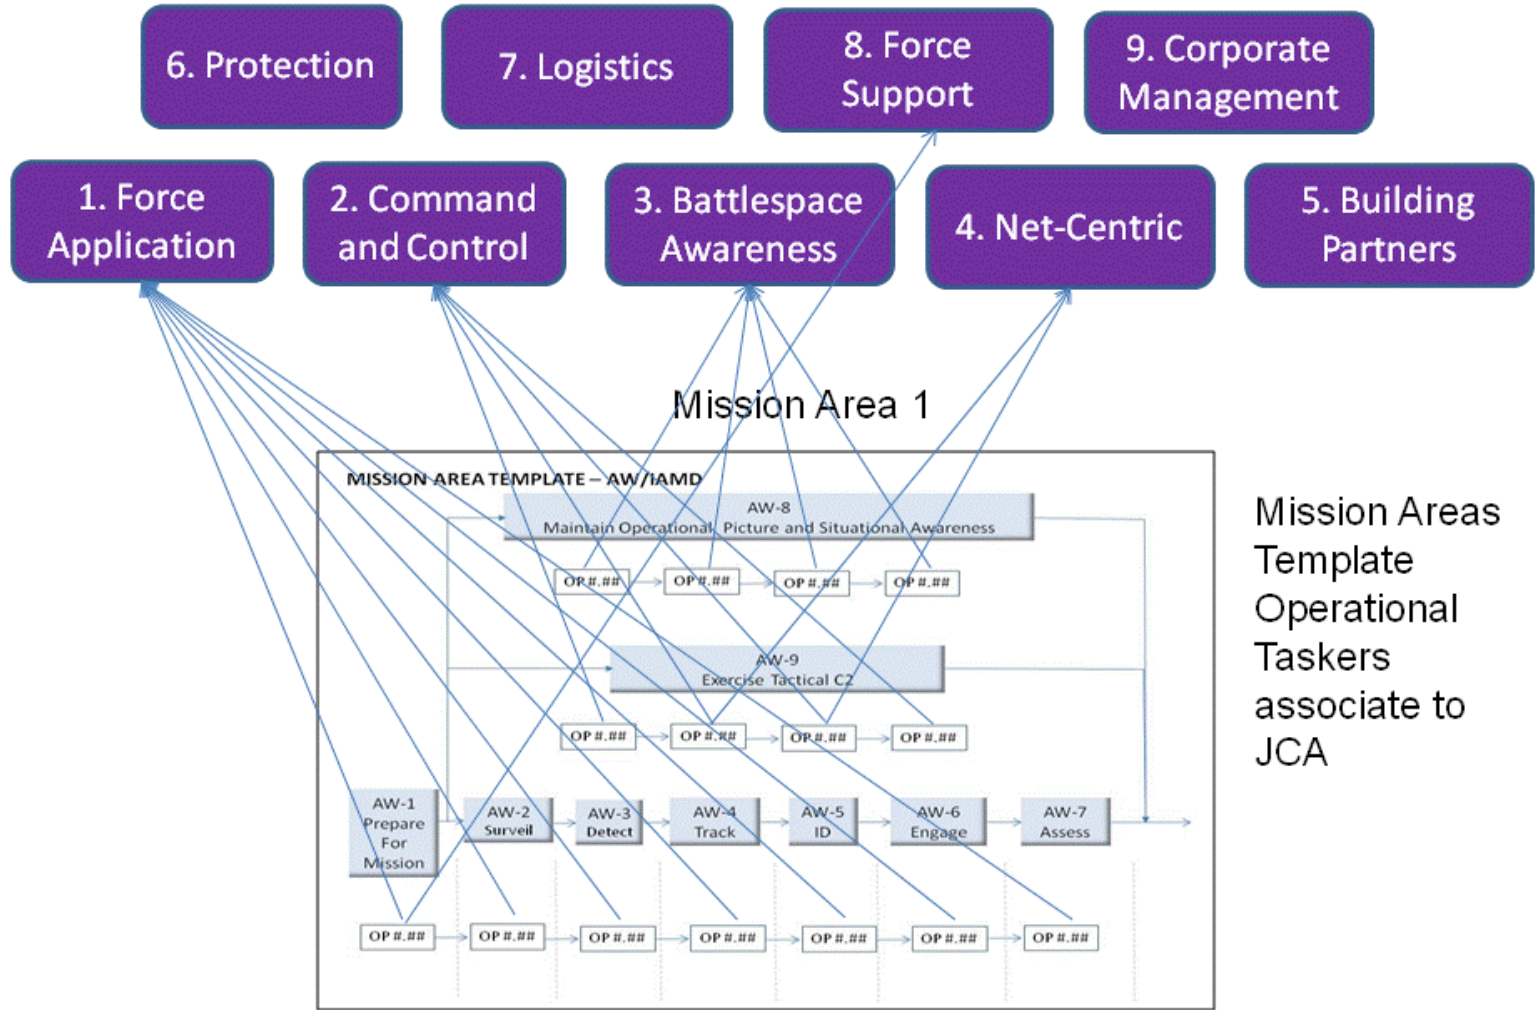 6. Protection
7. Logistics
8. Force
Support
9. Corporate
Management
1. Force
Application
2. Command
and Control
3. Battlespace
Awareness
4. Net-Centric
5. Building
Partners
Mission Area 1
MISSION AREA TEMPLATE – AW/IAMD
AW-8
Maintain Operational Picture and Situational Awareness
OP #.##
OP #.##
OP #.##
OP #.##
AW-9
Exercise Tactical C2
OP #.##
OP #.##
OP #.##
OP #.##
AW-1
Prepare
For
Mission
AW-2
Surveil
AW-3
Detect
AW-4
Track
AW-5
ID
AW-6
Engage
AW-7
Assess
OP #.##
OP #.##
OP #.##
OP #.##
OP #.##
OP #.##
OP #.##
Mission Areas
Template
Operational
Taskers
associate to
JCA